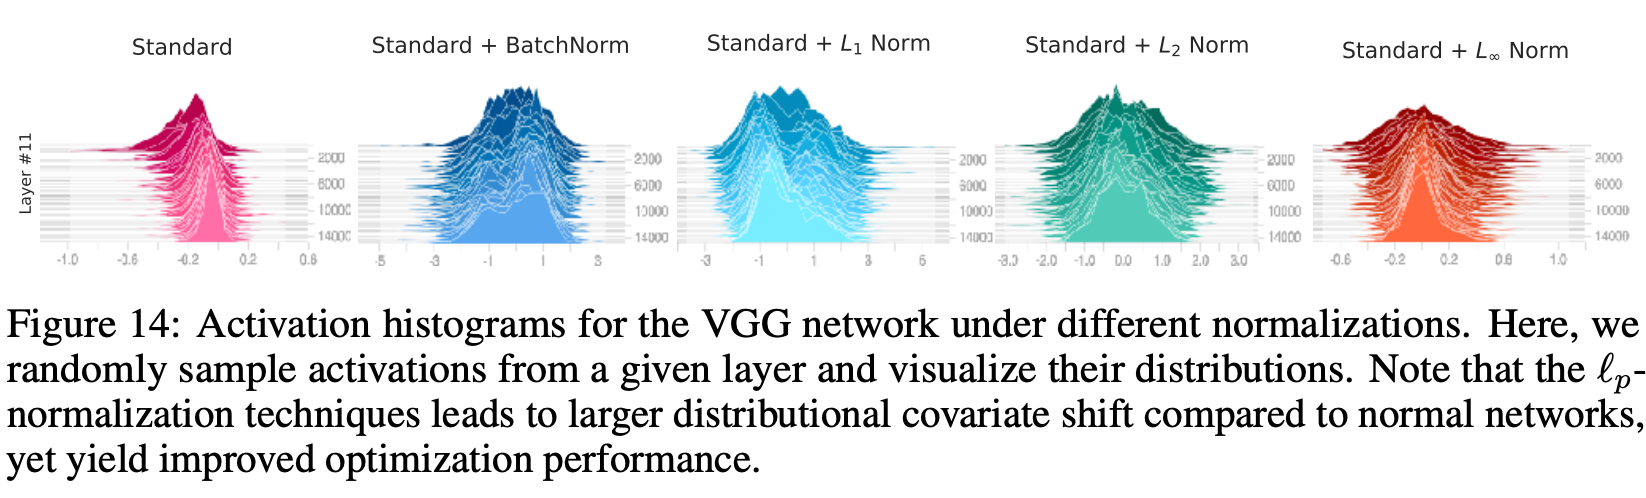 Standard
Standard + BatchNorm
Standard + L₁ Norm
Standard + L₂ Norm
Standard + L∞ Norm
Layer #11
2000
6000
10000
14000
-1.0 -0.6 -0.2 0.2 0.6
2000
6000
10000
14000
-5 -3 -1 1 3
2000
6000
10000
14000
-3 -1 1 3 6
2000
6000
10000
14000
-3.0 -2.0 -1.0 0.0 1.0 2.0 3.0
2000
6000
10000
14000
-0.6 -0.2 0.2 0.6 1.0
Figure 14: Activation histograms for the VGG network under different normalizations. Here, we
randomly sample activations from a given layer and visualize their distributions. Note that the ℓₚ-
normalization techniques leads to larger distributional covariate shift compared to normal networks,
yet yield improved optimization performance.